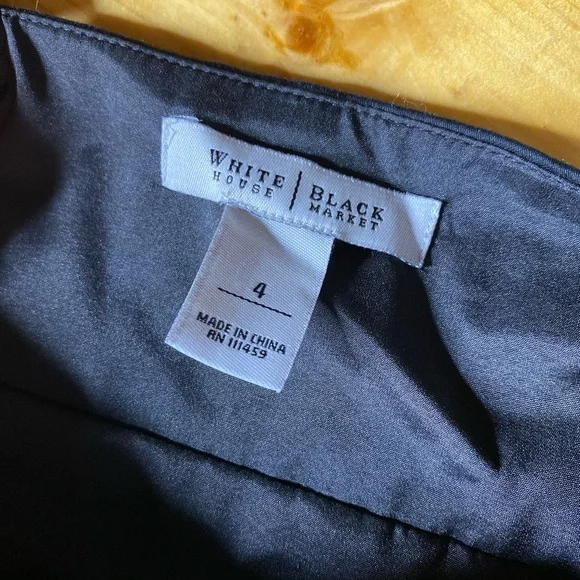 WHITE | BLACK
HOUSE | MARKET
4
MADE IN CHINA
RN 111459